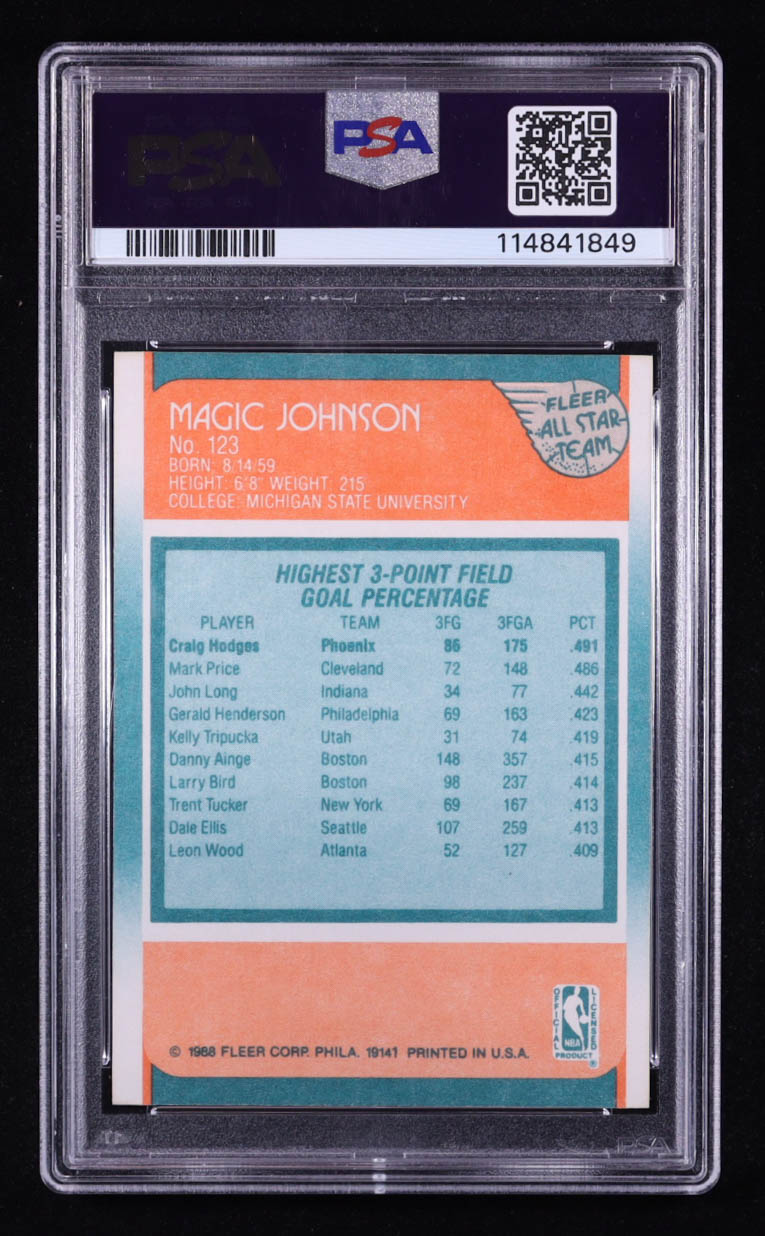 PSA
PSA
114841849
MAGIC JOHNSON
No. 123
BORN: 8/14/59
HEIGHT: 6'8" WEIGHT: 215
COLLEGE: MICHIGAN STATE UNIVERSITY
FLEER
ALL STAR
TEAM
HIGHEST 3-POINT FIELD
GOAL PERCENTAGE
PLAYER TEAM 3FG 3FGA PCT.
Craig Hodges Phoenix 86 175 .491
Mark Price Cleveland 72 148 .486
John Long Indiana 34 77 .442
Gerald Henderson Philadelphia 69 163 .423
Kelly Tripucka Utah 31 74 .419
Danny Ainge Boston 148 357 .415
Larry Bird Boston 98 237 .414
Trent Tucker New York 69 167 .413
Dale Ellis Seattle 107 259 .413
Leon Wood Atlanta 52 127 .409
OFFICIAL LICENSED
NBA
PRODUCT ®
© 1988 FLEER CORP. PHILA. 19141 PRINTED IN U.S.A.
PSA